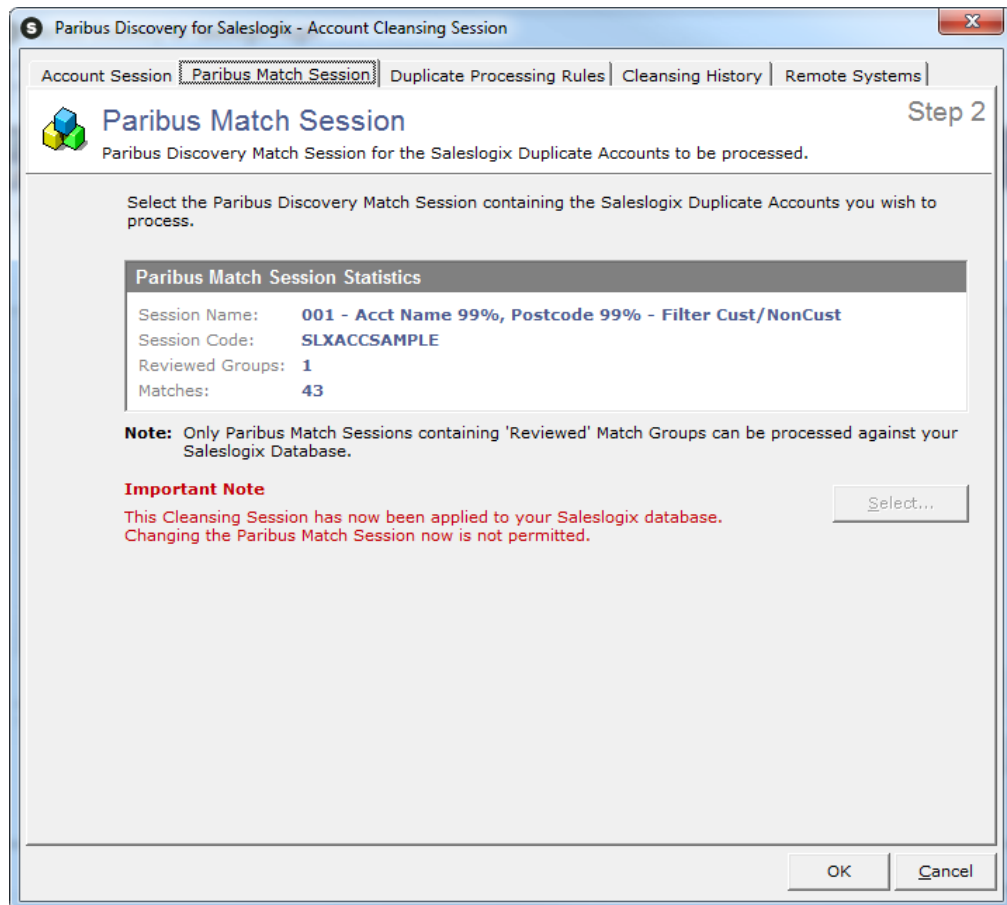 S Paribus Discovery for Saleslogix - Account Cleansing Session
X
Account Session Paribus Match Session Duplicate Processing Rules Cleansing History Remote Systems
Paribus Match Session
Step 2
Paribus Discovery Match Session for the Saleslogix Duplicate Accounts to be processed.
Select the Paribus Discovery Match Session containing the Saleslogix Duplicate Accounts you wish to
process.
Paribus Match Session Statistics
Session Name: 001 - Acct Name 99%, Postcode 99% - Filter Cust/NonCust
Session Code: SLXACCSAMPLE
Reviewed Groups: 1
Matches: 43
Note: Only Paribus Match Sessions containing 'Reviewed' Match Groups can be processed against your
Saleslogix Database.
Important Note
This Cleansing Session has now been applied to your Saleslogix database.
Changing the Paribus Match Session now is not permitted.
Select...
OK Cancel